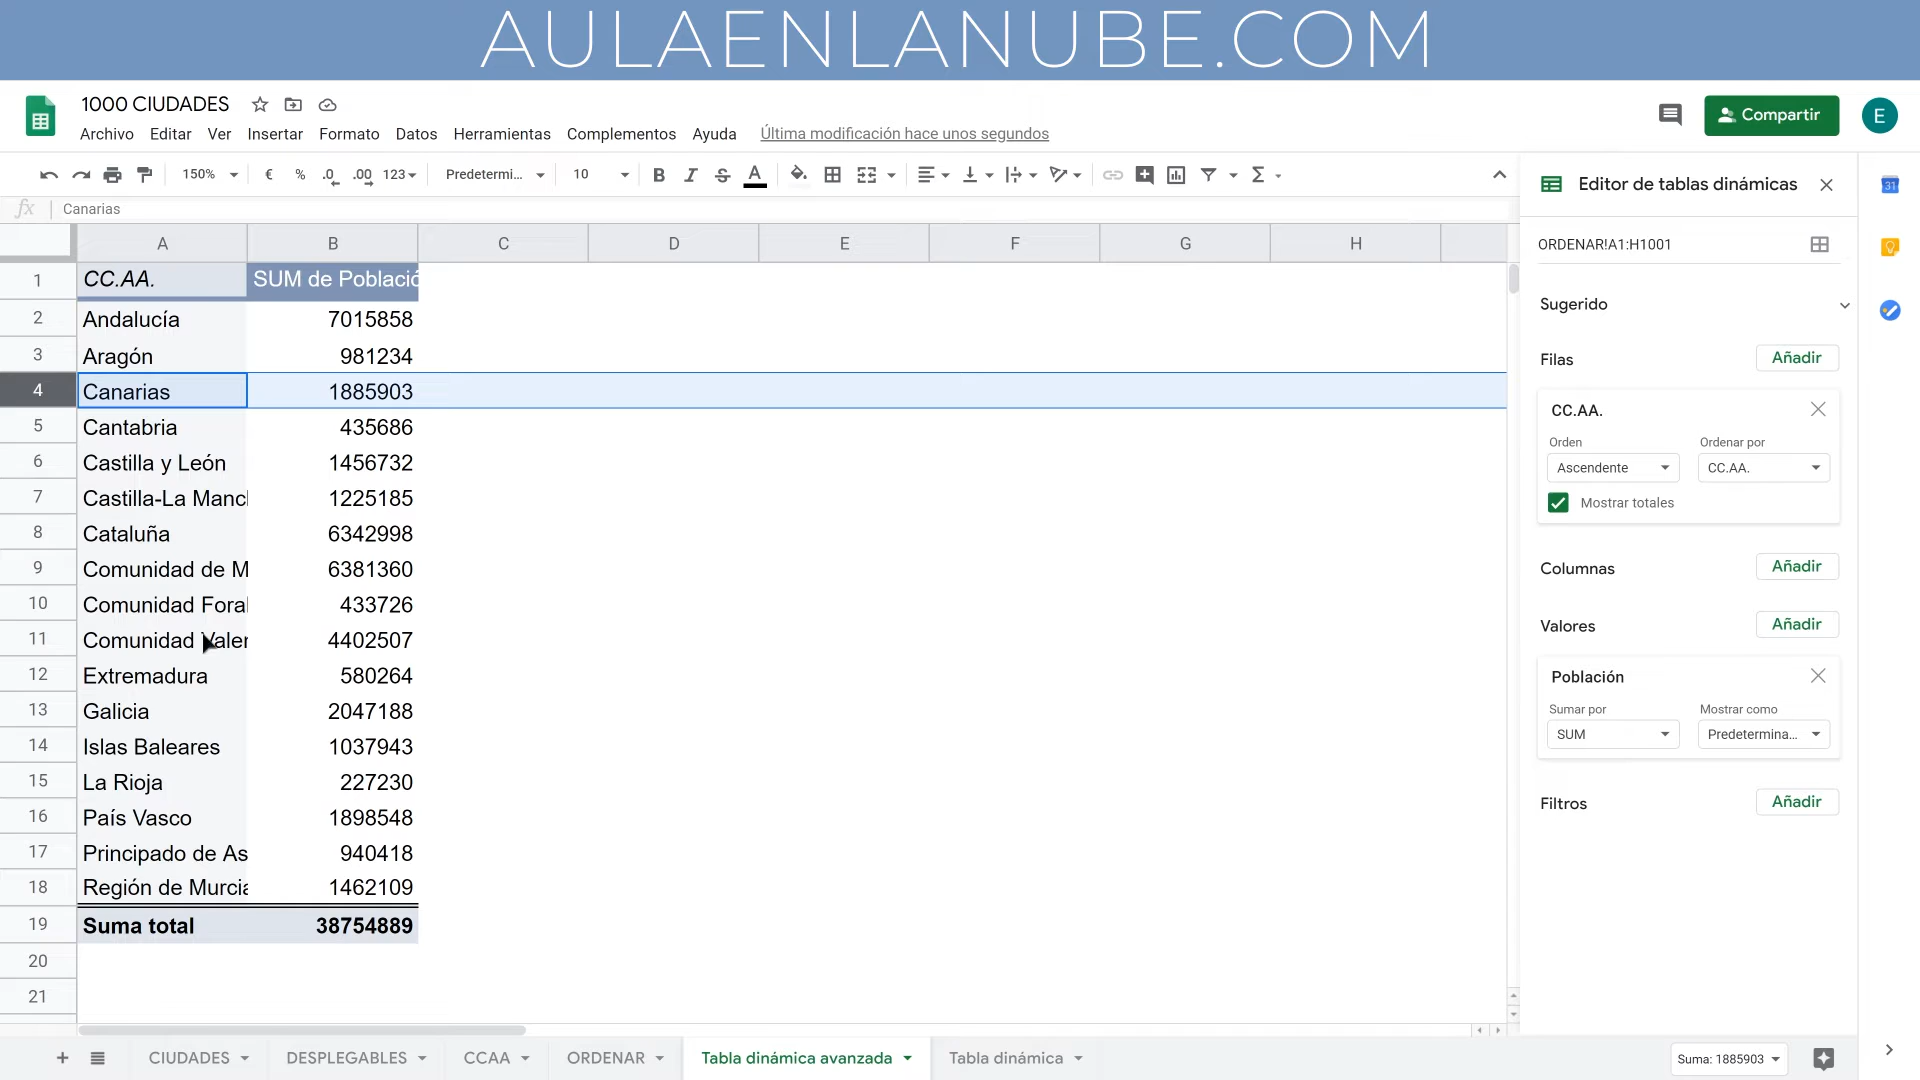 AULAENLANUBE.COM
1000 CIUDADES
Archivo Editar Ver Insertar Formato Datos Herramientas Complementos Ayuda Última modificación hace unos segundos
Compartir
E
150% € % .0 .00 123 Predetermi... 10 B I S A Σ
fx Canarias
A B C D E F G H
1 CC.AA. SUM de Població
2 Andalucía 7015858
3 Aragón 981234
4 Canarias 1885903
5 Cantabria 435686
6 Castilla y León 1456732
7 Castilla-La Manch 1225185
8 Cataluña 6342998
9 Comunidad de M 6381360
10 Comunidad Foral 433726
11 Comunidad Valen 4402507
12 Extremadura 580264
13 Galicia 2047188
14 Islas Baleares 1037943
15 La Rioja 227230
16 País Vasco 1898548
17 Principado de As 940418
18 Región de Murcia 1462109
19 Suma total 38754889
20
21
Editor de tablas dinámicas
ORDENAR!A1:H1001
Sugerido
Filas Añadir
CC.AA.
Orden Ordenar por
Ascendente CC.AA.
Mostrar totales
Columnas Añadir
Valores Añadir
Población
Sumar por Mostrar como
SUM Predetermina...
Filtros Añadir
31
+ CIUDADES DESPLEGABLES CCAA ORDENAR Tabla dinámica avanzada Tabla dinámica Suma: 1885903